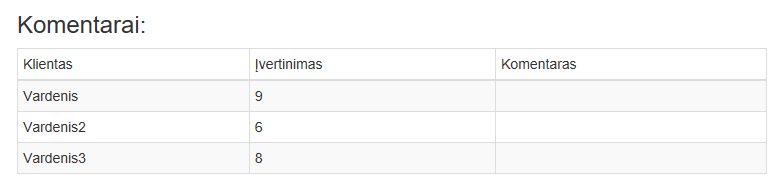 Komentarai:
Klientas Įvertinimas Komentaras
Vardenis 9
Vardenis2 6
Vardenis3 8